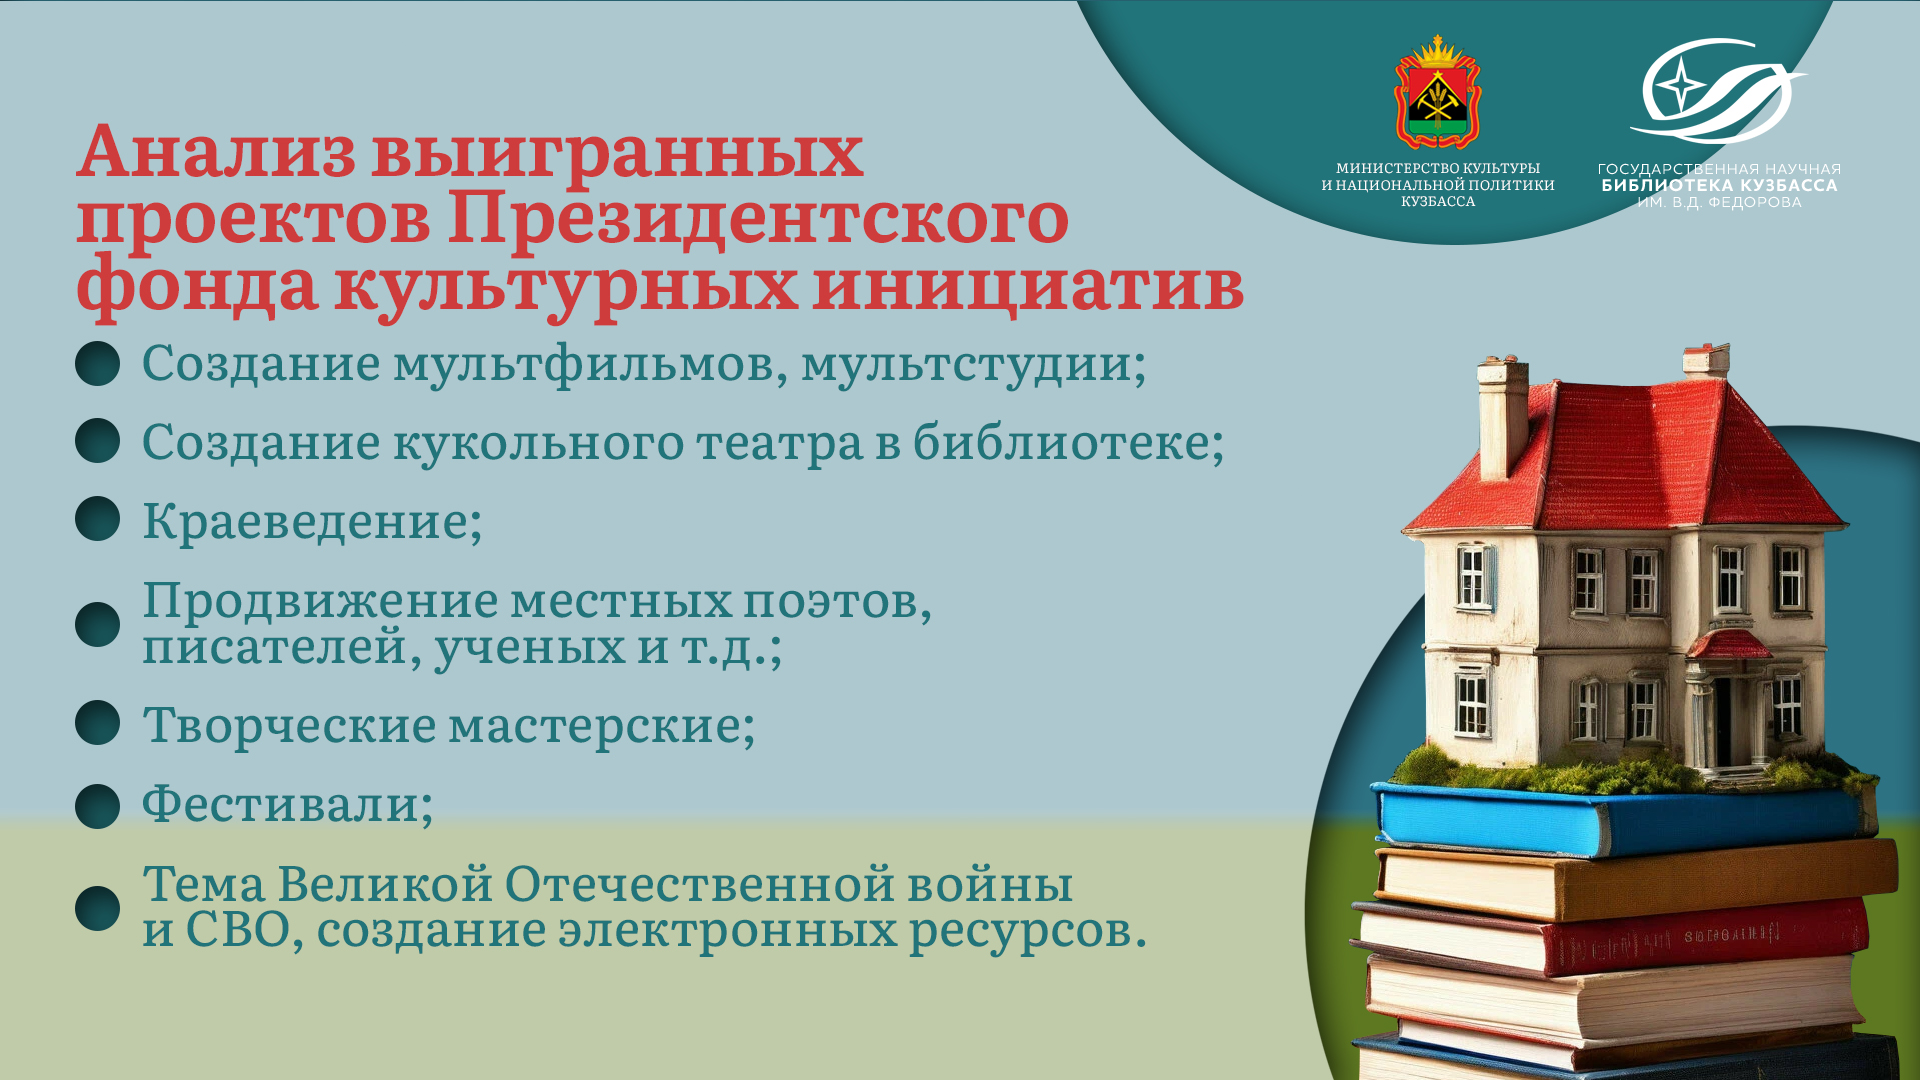 МИНИСТЕРСТВО КУЛЬТУРЫ
И НАЦИОНАЛЬНОЙ ПОЛИТИКИ
КУЗБАССА
ГОСУДАРСТВЕННАЯ НАУЧНАЯ
БИБЛИОТЕКА КУЗБАССА
ИМ. В.Д. ФЕДОРОВА
Анализ выигранных
проектов Президентского
фонда культурных инициатив
Создание мультфильмов, мультстудии;
Создание кукольного театра в библиотеке;
Краеведение;
Продвижение местных поэтов,
писателей, ученых и т.д.;
Творческие мастерские;
Фестивали;
Тема Великой Отечественной войны
и СВО, создание электронных ресурсов.